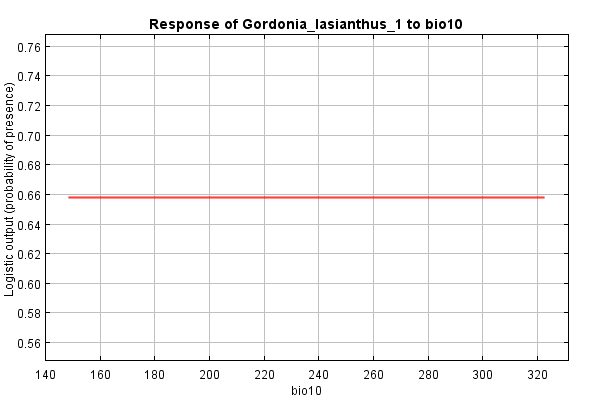 Response of Gordonia_lasianthus_1 to bio10
Logistic output (probability of presence)
0.76
0.74
0.72
0.70
0.68
0.66
0.64
0.62
0.60
0.58
0.56
140 160 180 200 220 240 260 280 300 320
bio10